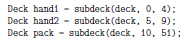 Deck hand1 = subdeck(deck, 0, 4);
Deck hand2 = subdeck(deck, 5, 9);
Deck pack = subdeck(deck, 10, 51);